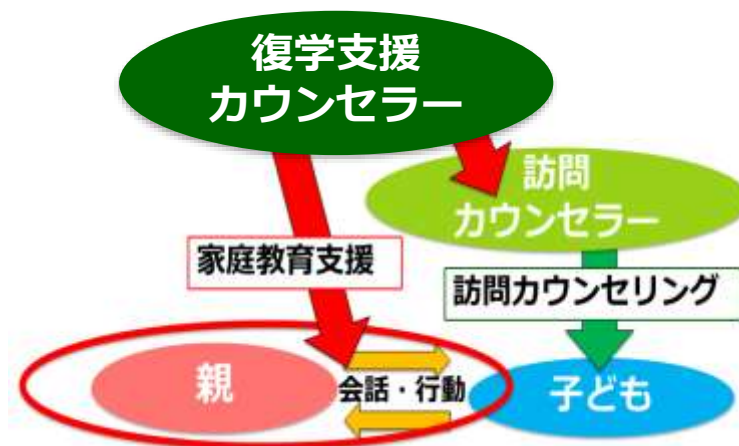 復学支援
カウンセラー
訪問
カウンセラー
家庭教育支援
訪問カウンセリング
親
会話・行動
子ども